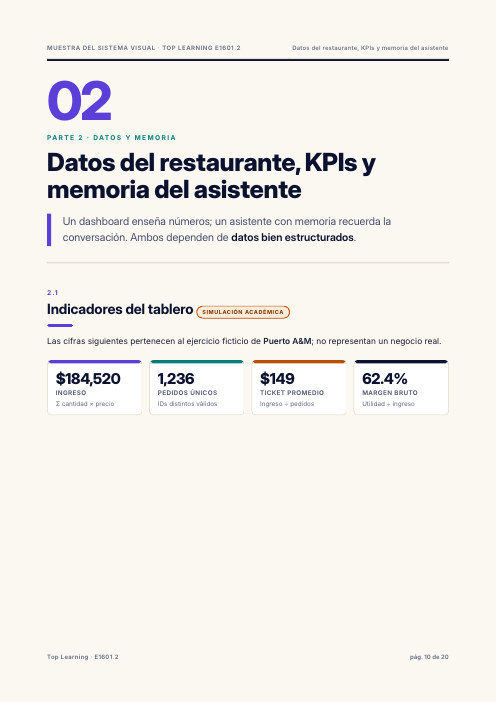 MUESTRA DEL SISTEMA VISUAL · TOP LEARNING E1601.2
Datos del restaurante, KPIs y memoria del asistente
02
PARTE 2 · DATOS Y MEMORIA
Datos del restaurante, KPIs y
memoria del asistente
Un dashboard enseña números; un asistente con memoria recuerda la
conversación. Ambos dependen de datos bien estructurados.
2.1
Indicadores del tablero SIMULACIÓN ACADÉMICA
Las cifras siguientes pertenecen al ejercicio ficticio de Puerto A&M; no representan un negocio real.
$184,520
INGRESO
Σ cantidad × precio
1,236
PEDIDOS ÚNICOS
IDs distintos válidos
$149
TICKET PROMEDIO
Ingreso ÷ pedidos
62.4%
MARGEN BRUTO
Utilidad ÷ ingreso
Top Learning · E1601.2
pág. 10 de 20